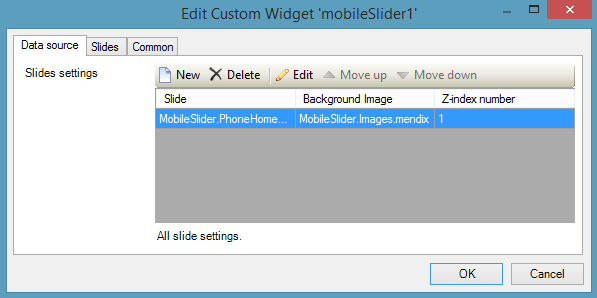 Edit Custom Widget 'mobileSlider1'
Data source Slides Common
Slides settings
New Delete Edit Move up Move down
Slide Background Image Z-index number
MobileSlider.PhoneHome... MobileSlider.Images.mendix 1
All slide settings.
OK Cancel